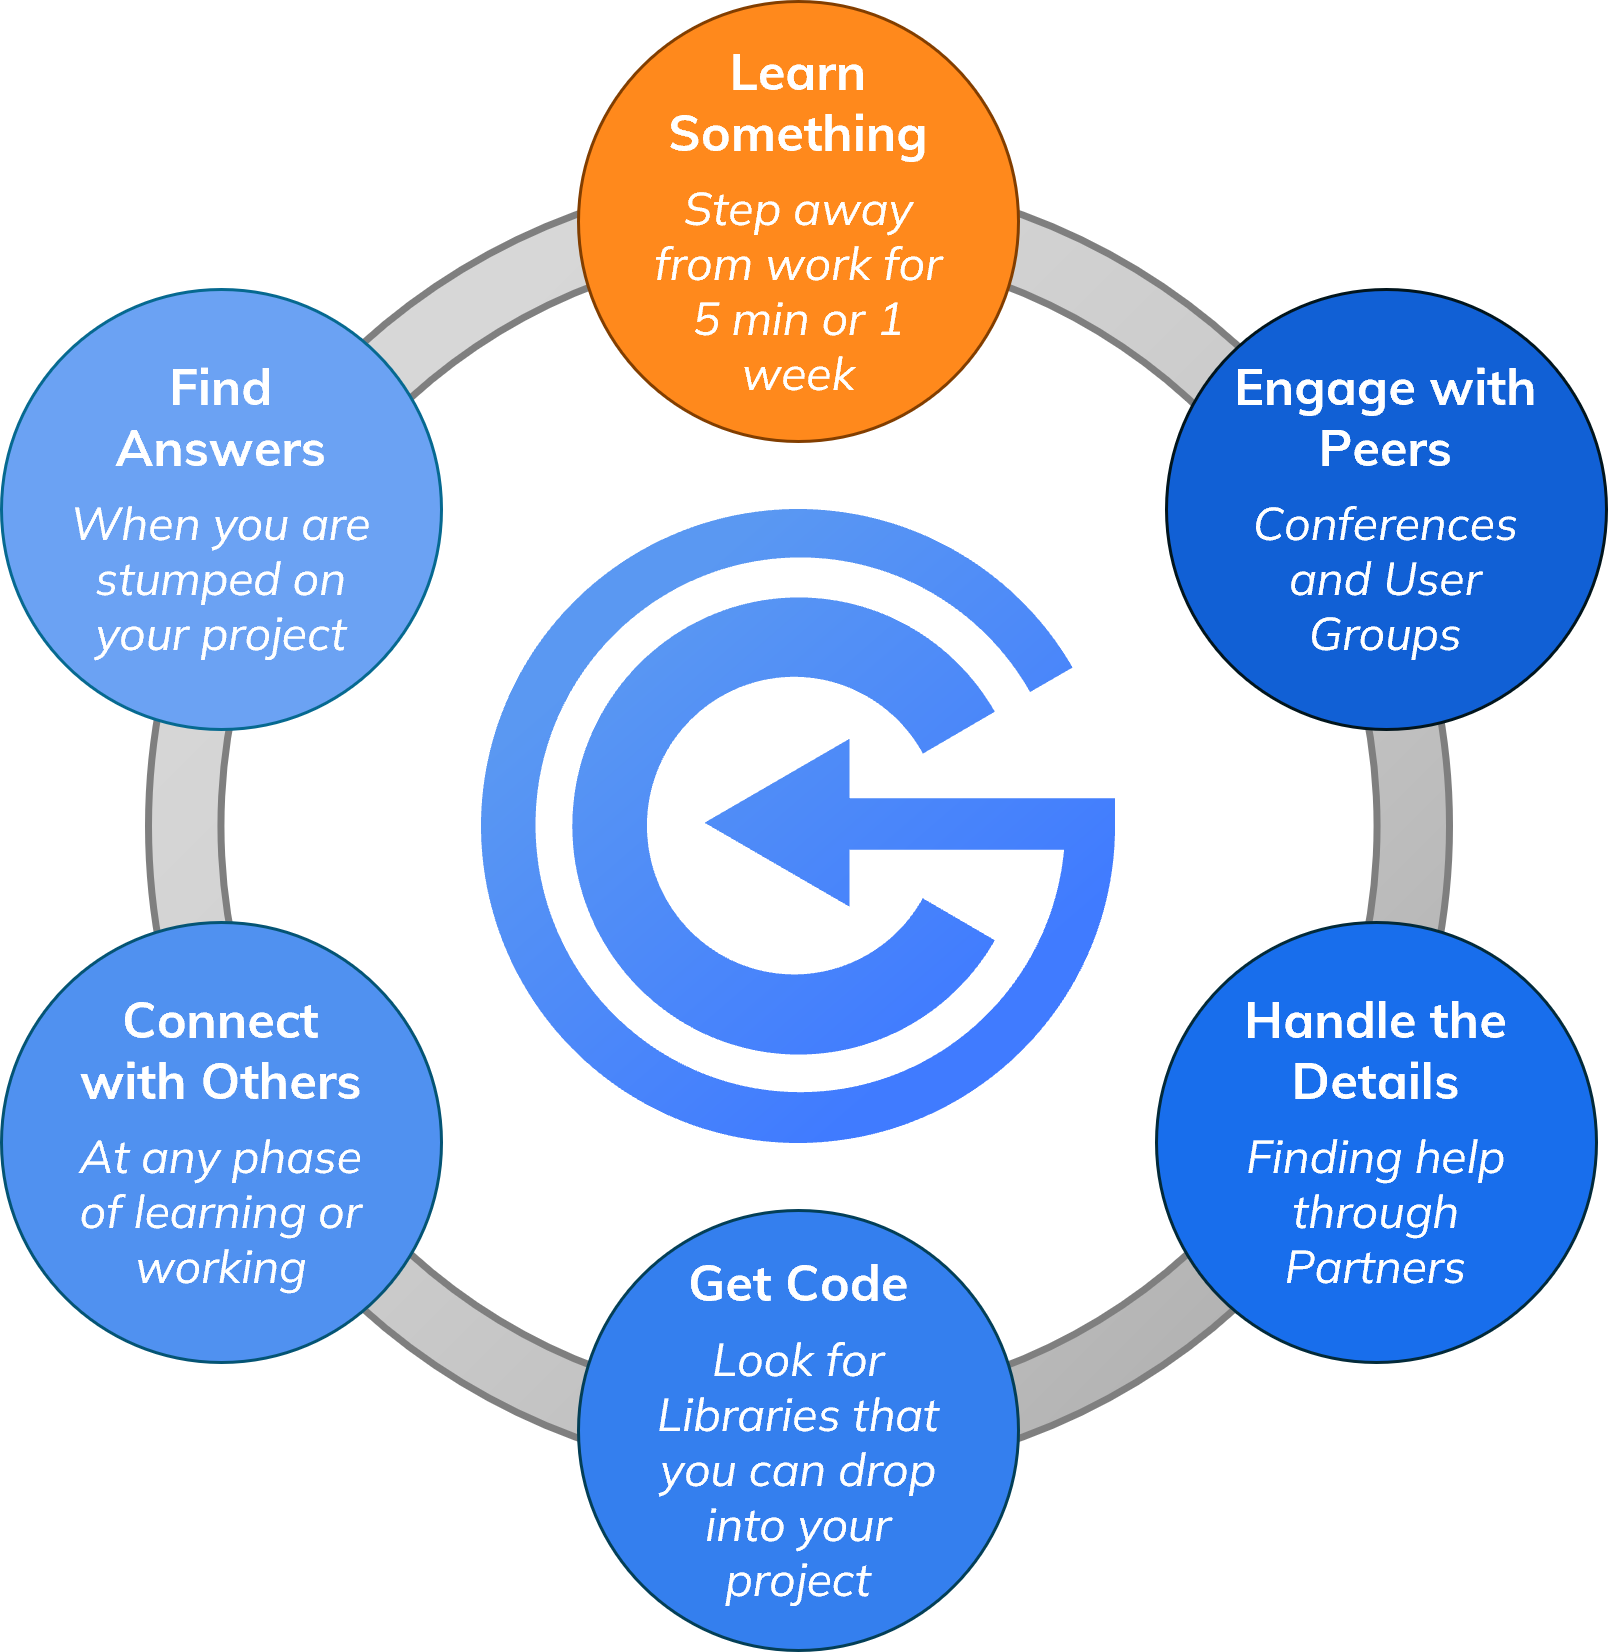 Learn
Something
Step away
from work for
5 min or 1
week
Engage with
Peers
Conferences
and User
Groups
Handle the
Details
Finding help
through
Partners
Get Code
Look for
Libraries that
you can drop
into your
project
Connect
with Others
At any phase
of learning or
working
Find
Answers
When you are
stumped on
your project